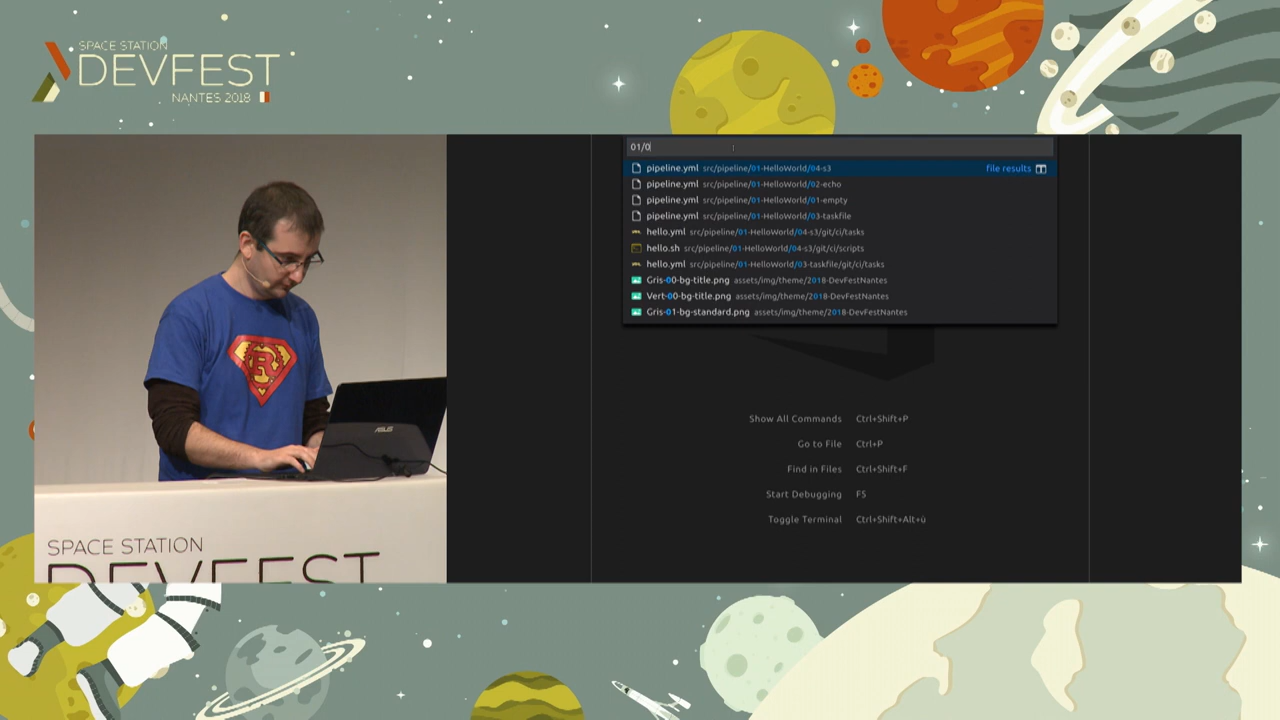 SPACE STATION
DEVFEST
NANTES 2018
01/0
pipeline.yml src/pipeline/01-HelloWorld/04-s3 file results
pipeline.yml src/pipeline/01-HelloWorld/02-echo
pipeline.yml src/pipeline/01-HelloWorld/01-empty
pipeline.yml src/pipeline/01-HelloWorld/03-taskfile
hello.yml src/pipeline/01-HelloWorld/04-s3/git/ci/tasks
hello.sh src/pipeline/01-HelloWorld/04-s3/git/ci/scripts
hello.yml src/pipeline/01-HelloWorld/03-taskfile/git/ci/tasks
Gris-00-bg-title.png assets/img/theme/2018-DevFestNantes
Vert-00-bg-title.png assets/img/theme/2018-DevFestNantes
Gris-01-bg-standard.png assets/img/theme/2018-DevFestNantes
Show All Commands Ctrl+Shift+P
Go to File Ctrl+P
Find in Files Ctrl+Shift+F
Start Debugging F5
Toggle Terminal Ctrl+Shift+Alt+ù
R
ASUS
SPACE STATION
DEVFEST